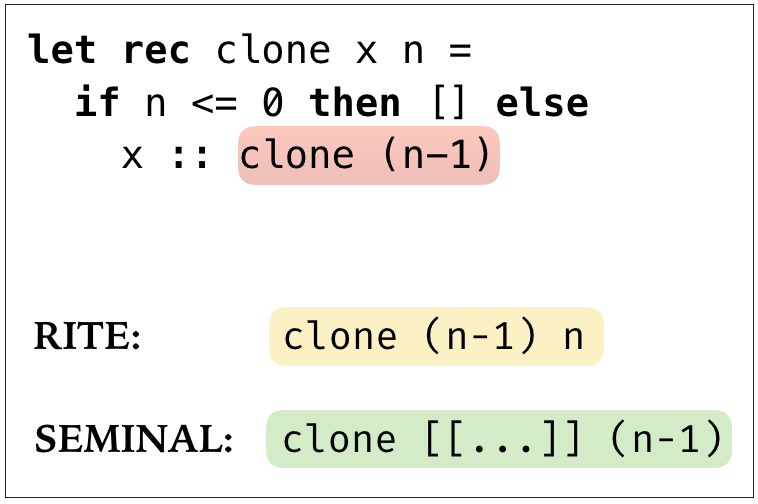 let rec clone x n =
if n <= 0 then [] else
x :: clone (n-1)
RITE: clone (n-1) n
SEMINAL: clone [[...]] (n-1)